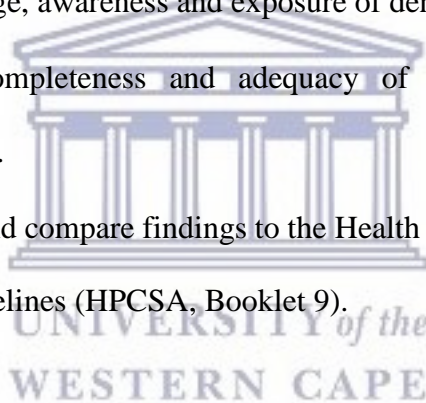 ge, awareness and exposure of der
ompleteness and adequacy of
.
d compare findings to the Health
elines (HPCSA, Booklet 9).
UNIVERSITY of the
WESTERN CAPE